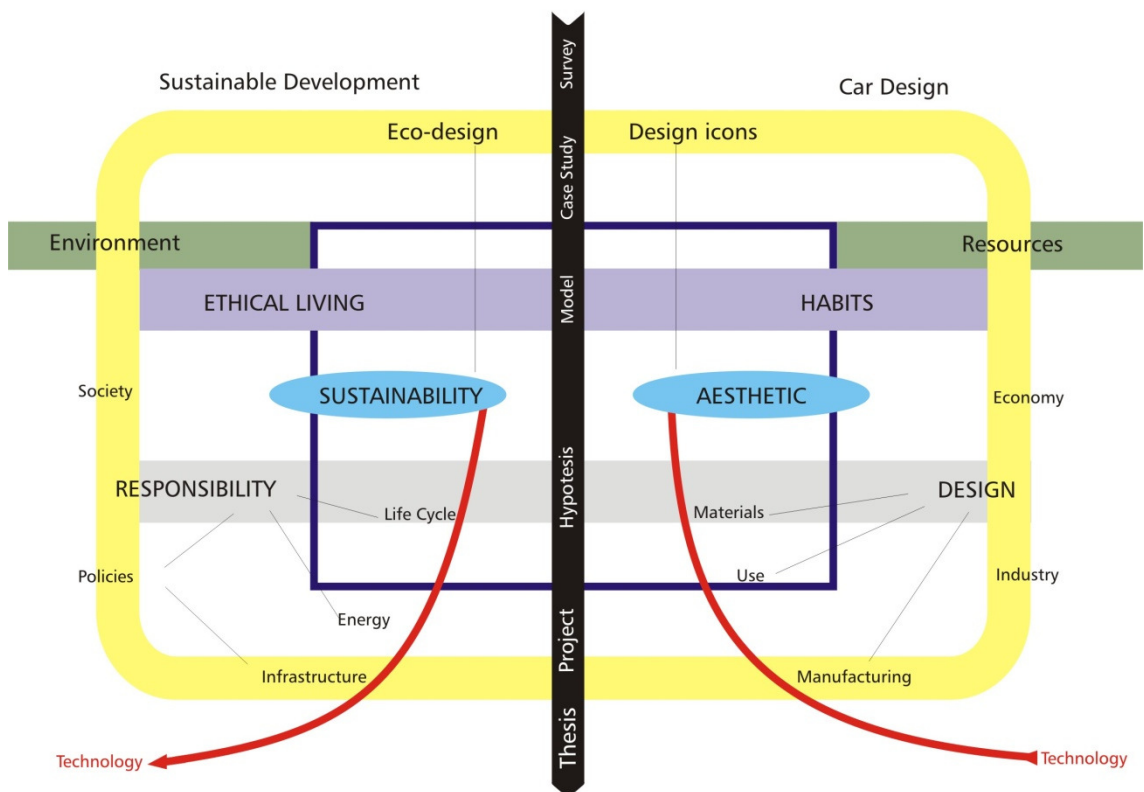 Sustainable Development
Car Design
Survey
Eco-design
Design icons
Case Study
Environment
Resources
ETHICAL LIVING
Model
HABITS
Society
SUSTAINABILITY
AESTHETIC
Economy
RESPONSIBILITY
Life Cycle
Hypotesis
Materials
DESIGN
Policies
Use
Industry
Energy
Project
Infrastructure
Manufacturing
Thesis
Technology
Technology